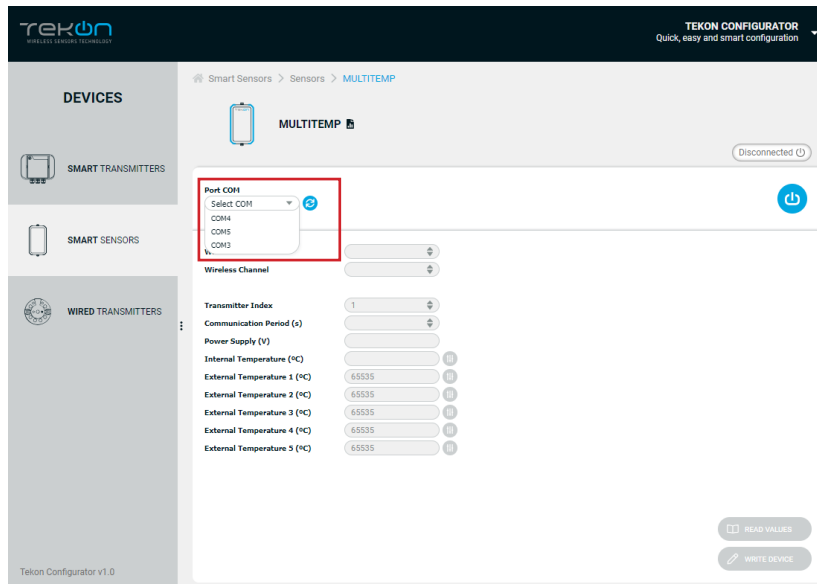 TEKON
WIRELESS SENSORS TECHNOLOGY
TEKON CONFIGURATOR
Quick, easy and smart configuration
DEVICES
SMART TRANSMITTERS
SMART SENSORS
WIRED TRANSMITTERS
Tekon Configurator v1.0
Smart Sensors > Sensors > MULTITEMP
MULTITEMP
Disconnected
Port COM
Select COM
COM4
COM5
COM3
Wireless Channel
Transmitter Index 1
Communication Period (s)
Power Supply (V)
Internal Temperature (ºC)
External Temperature 1 (ºC) 65535
External Temperature 2 (ºC) 65535
External Temperature 3 (ºC) 65535
External Temperature 4 (ºC) 65535
External Temperature 5 (ºC) 65535
READ VALUES
WRITE DEVICE